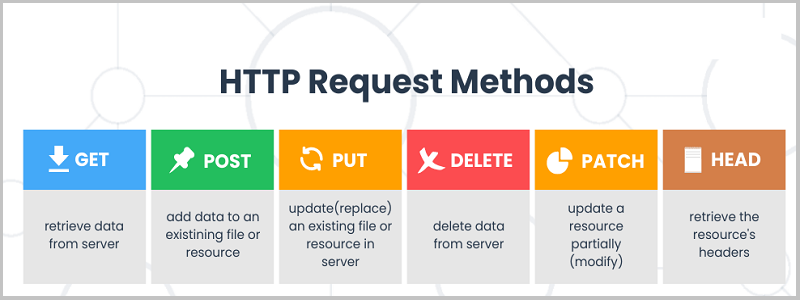 HTTP Request Methods
GET
retrieve data
from server
POST
add data to an
existining file or
resource
PUT
update(replace)
an existing file or
resource in
server
DELETE
delete data
from server
PATCH
update a
resource
partially
(modify)
HEAD
retrieve the
resource's
headers